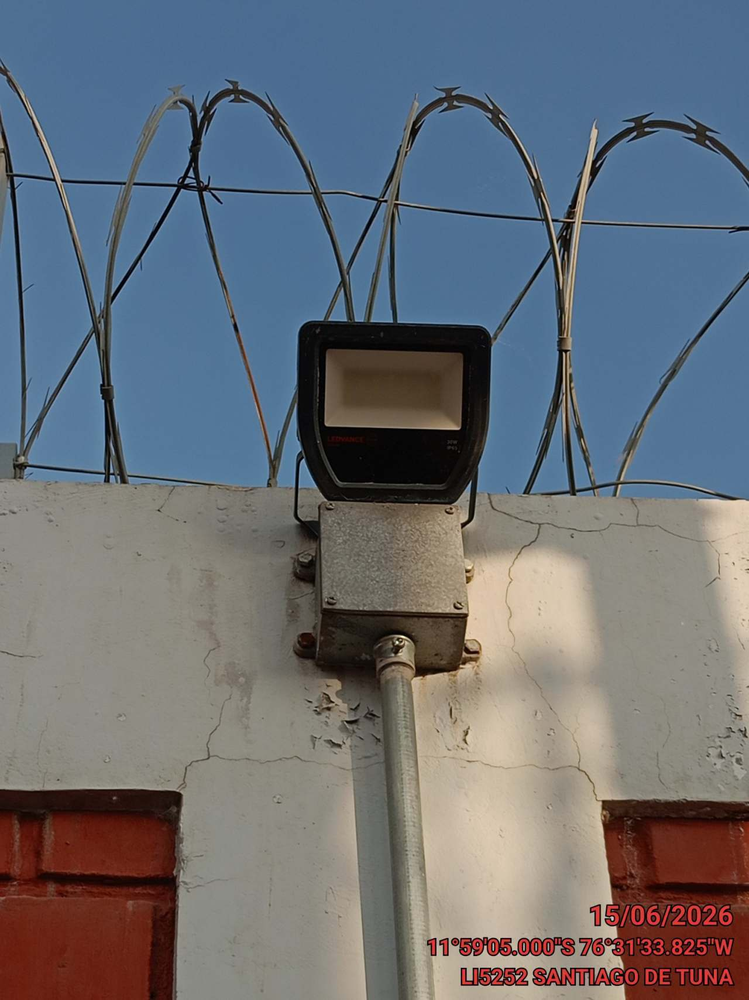 LEDVANCE
30W
IP65
15/06/2026
11°59'05.000"S 76°31'33.825"W
LI5252 SANTIAGO DE TUNA